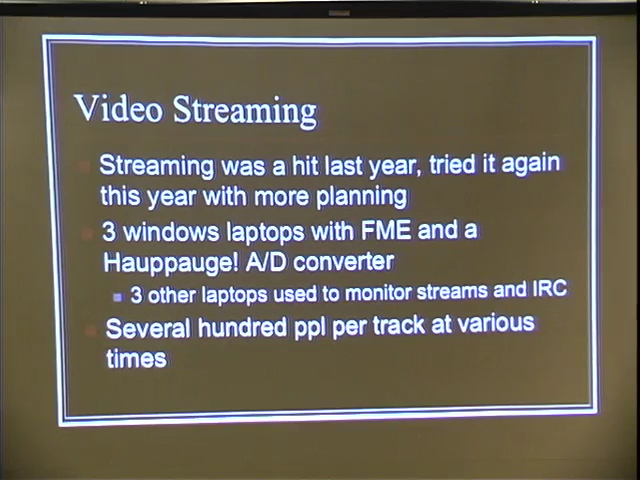 Video Streaming
Streaming was a hit last year, tried it again
this year with more planning
3 windows laptops with FME and a
Hauppauge! A/D converter
3 other laptops used to monitor streams and IRC
Several hundred ppl per track at various
times